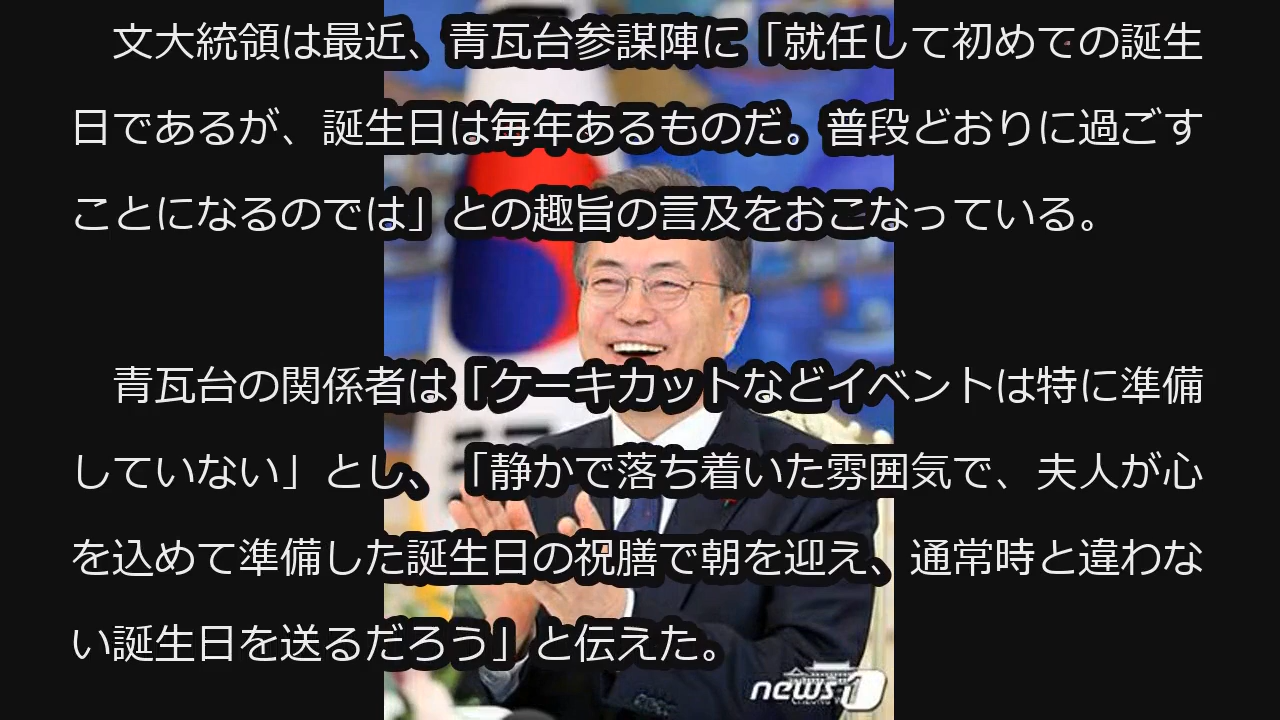 文大統領は最近、青瓦台参謀陣に「就任して初めての誕生
日であるが、誕生日は毎年あるものだ。普段どおりに過ごす
ことになるのでは」との趣旨の言及をおこなっている。
青瓦台の関係者は「ケーキカットなどイベントは特に準備
していない」とし、「静かで落ち着いた雰囲気で、夫人が心
を込めて準備した誕生日の祝膳で朝を迎え、通常時と違わな
い誕生日を送るだろう」と伝えた。
news1